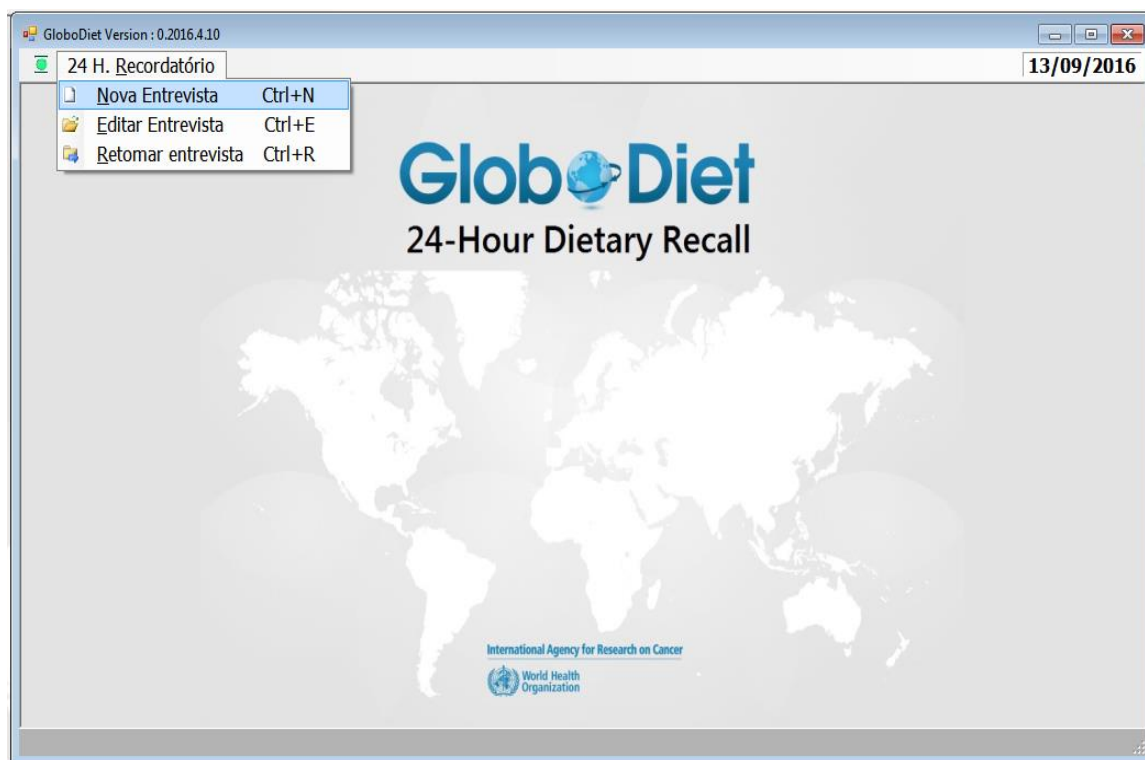 GloboDiet Version : 0.2016.4.10
24 H. Recordatório
13/09/2016
Nova Entrevista Ctrl+N
Editar Entrevista Ctrl+E
Retomar entrevista Ctrl+R
GloboDiet
24-Hour Dietary Recall
International Agency for Research on Cancer
World Health
Organization